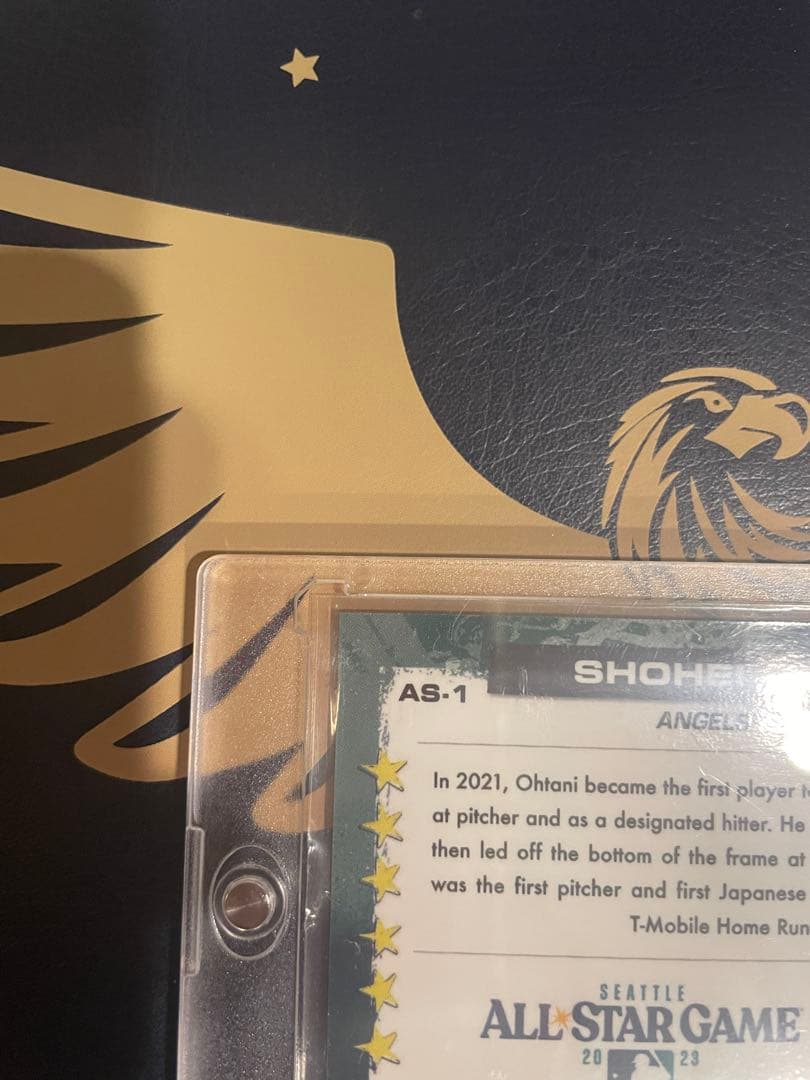 AS-1
SHOHEI
ANGELS
In 2021, Ohtani became the first player
at pitcher and as a designated hitter. He
then led off the bottom of the frame at
was the first pitcher and first Japanese
T-Mobile Home Run
SEATTLE
ALL STAR GAME
20 23